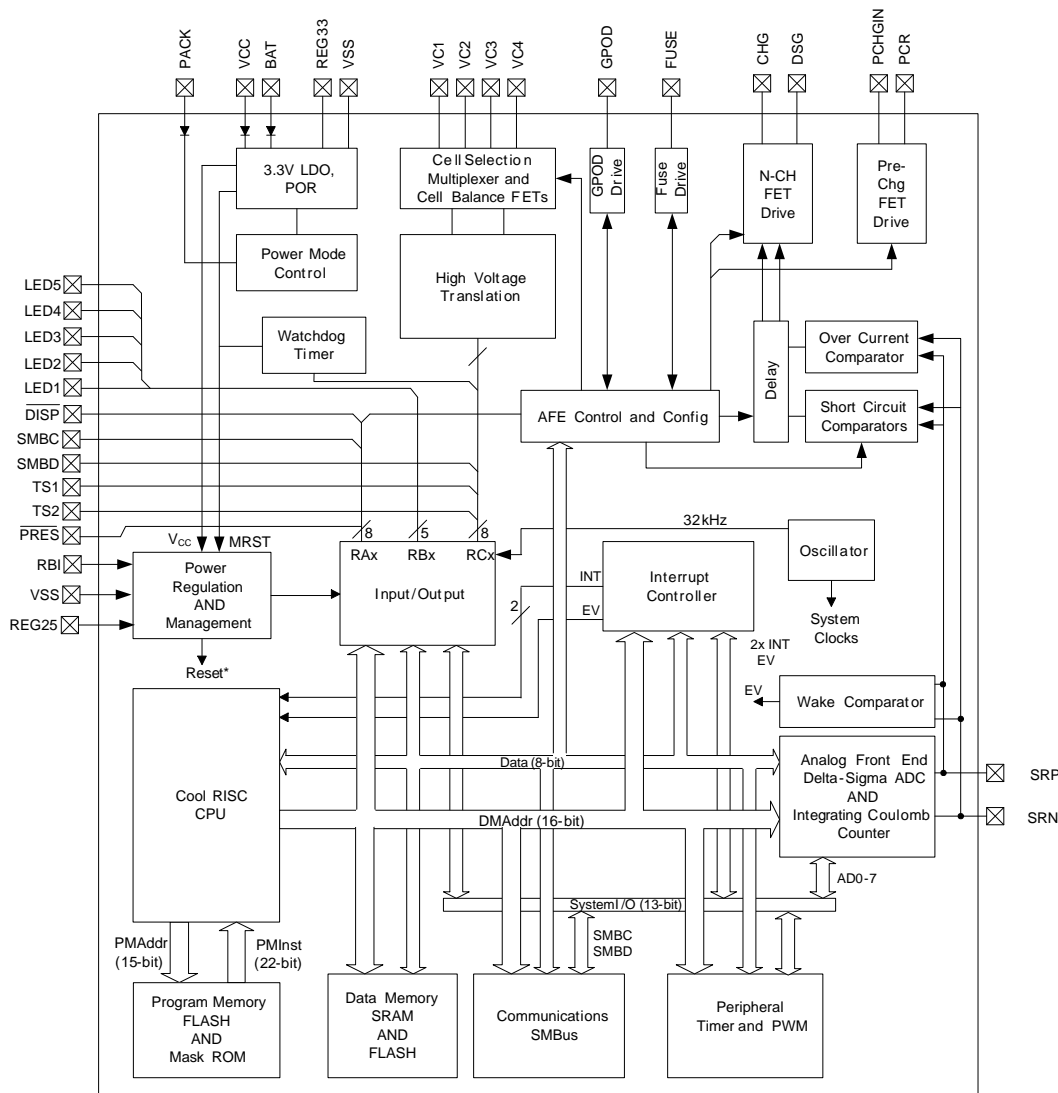 PACK
VCC
BAT
REG33
VSS
VC1
VC2
VC3
VC4
GPOD
FUSE
CHG
DSG
PCHGIN
PCR
3.3V LDO,
POR
Cell Selection
Multiplexer and
Cell Balance FETs
GPOD
Drive
Fuse
Drive
N-CH
FET
Drive
Pre-
Chg
FET
Drive
Power Mode
Control
High Voltage
Translation
LED5
LED4
LED3
LED2
LED1
DISP
SMBC
SMBD
TS1
TS2
PRES
RBI
VSS
REG25
Watchdog
Timer
Delay
Over Current
Comparator
AFE Control and Config
Short Circuit
Comparators
VCC
MRST
8
5
8
RAx
RBx
RCx
Input/Output
32kHz
Oscillator
System
Clocks
Power
Regulation
AND
Management
Reset*
INT
2
EV
Interrupt
Controller
2x INT
EV
EV
Wake Comparator
Cool RISC
CPU
Data (8-bit)
DMAddr (16-bit)
Analog Front End
Delta-Sigma ADC
AND
Integrating Coulomb
Counter
SRP
SRN
AD0-7
SystemI/O (13-bit)
PMAddr
(15-bit)
PMInst
(22-bit)
SMBC
SMBD
Program Memory
FLASH
AND
Mask ROM
Data Memory
SRAM
AND
FLASH
Communications
SMBus
Peripheral
Timer and PWM